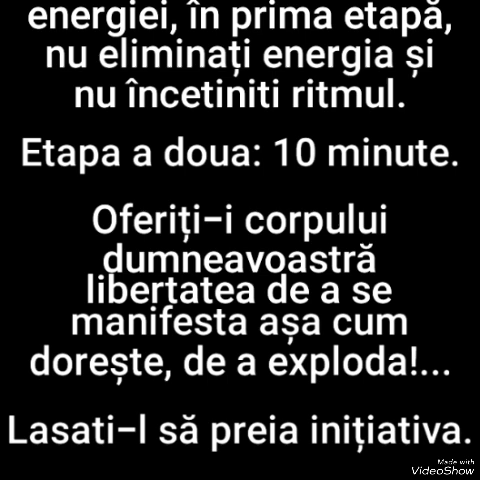 energiei, în prima etapă,
nu eliminați energia și
nu încetiniti ritmul.
Etapa a doua: 10 minute.
Oferiți-i corpului
dumneavoastră
libertatea de a se
manifesta așa cum
dorește, de a exploda!...
Lasati-l să preia inițiativa.
Made with
VideoShow